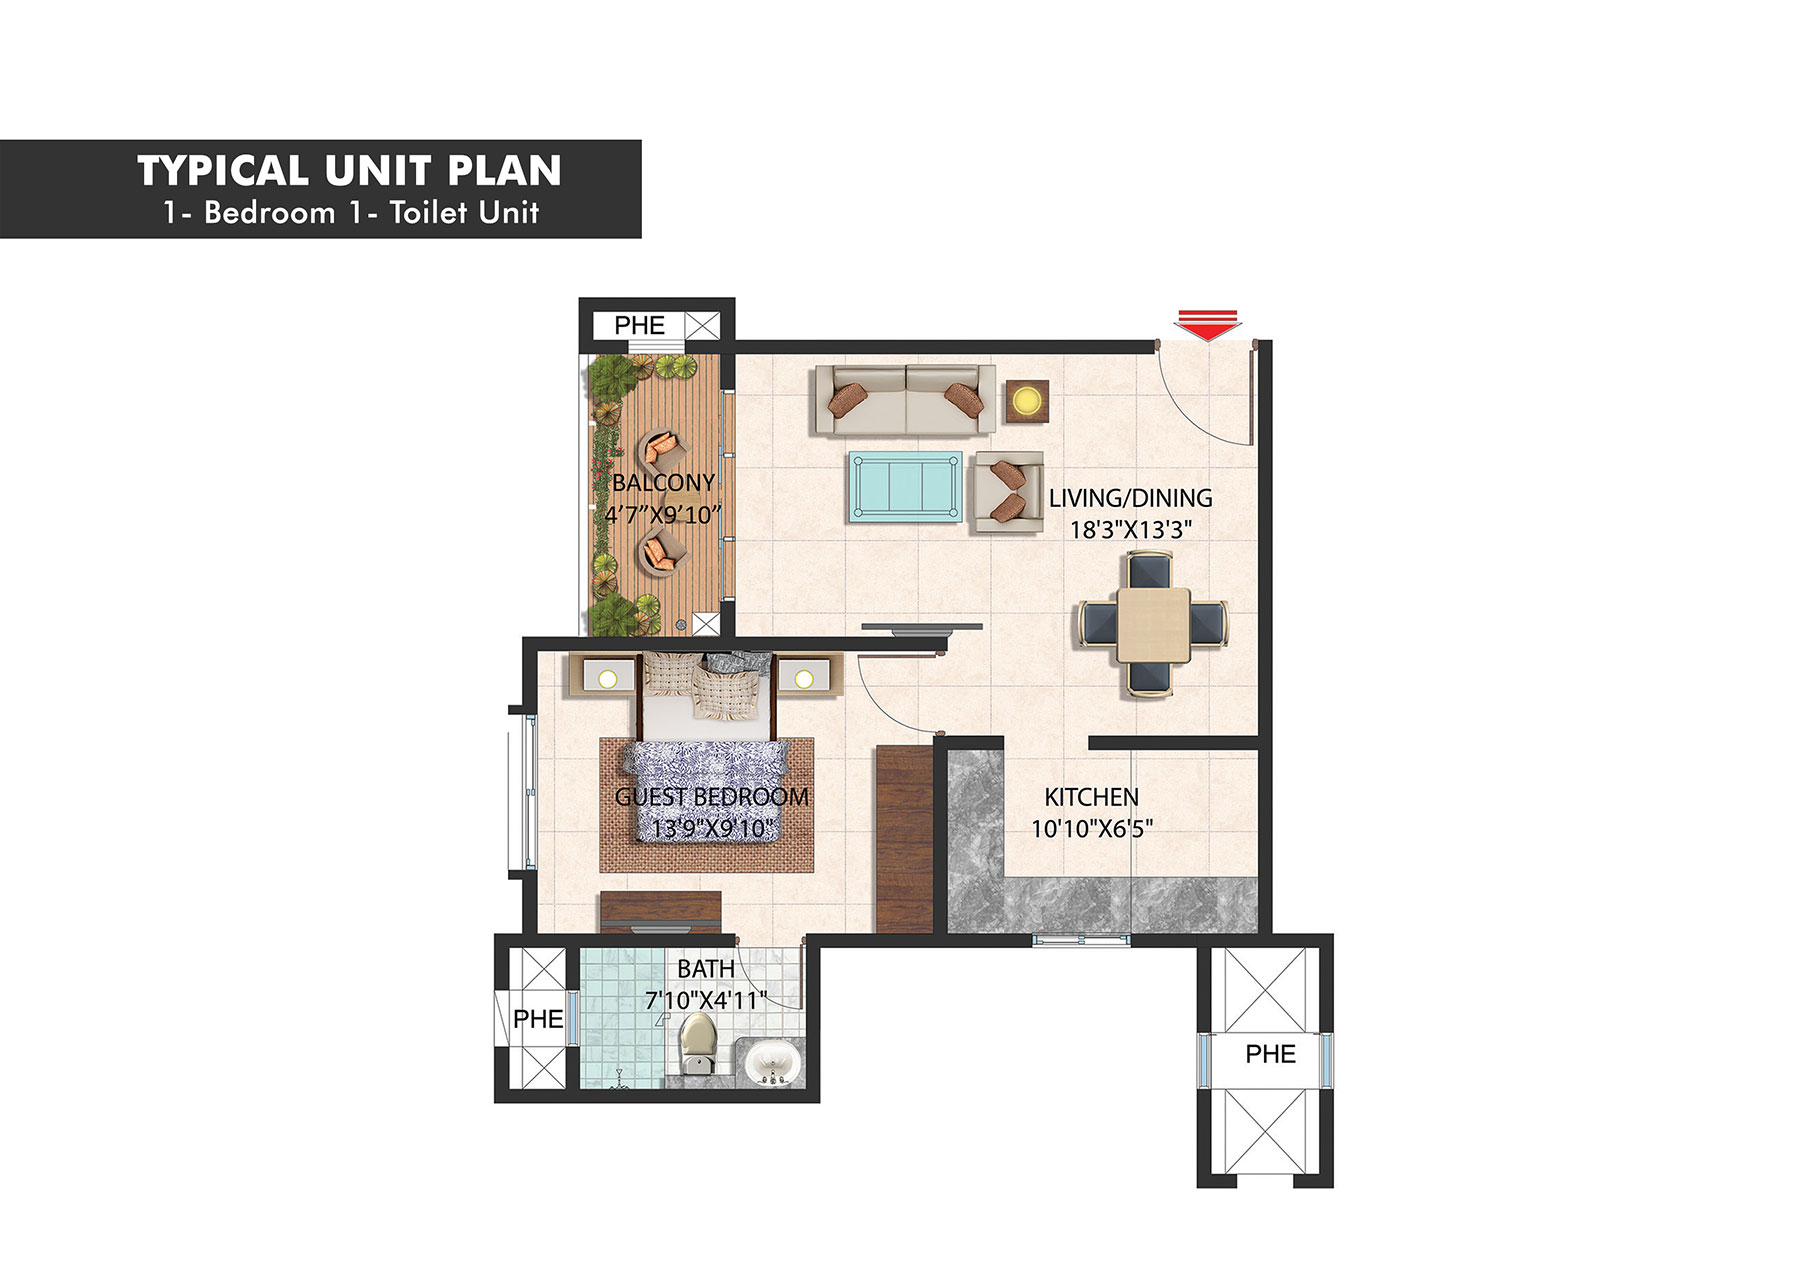 TYPICAL UNIT PLAN
1- Bedroom 1- Toilet Unit
PHE
BALCONY
4’7”X9’10”
LIVING/DINING
18'3"X13'3"
GUEST BEDROOM
13'9"X9'10"
KITCHEN
10'10"X6'5"
BATH
7'10"X4'11"
PHE
PHE